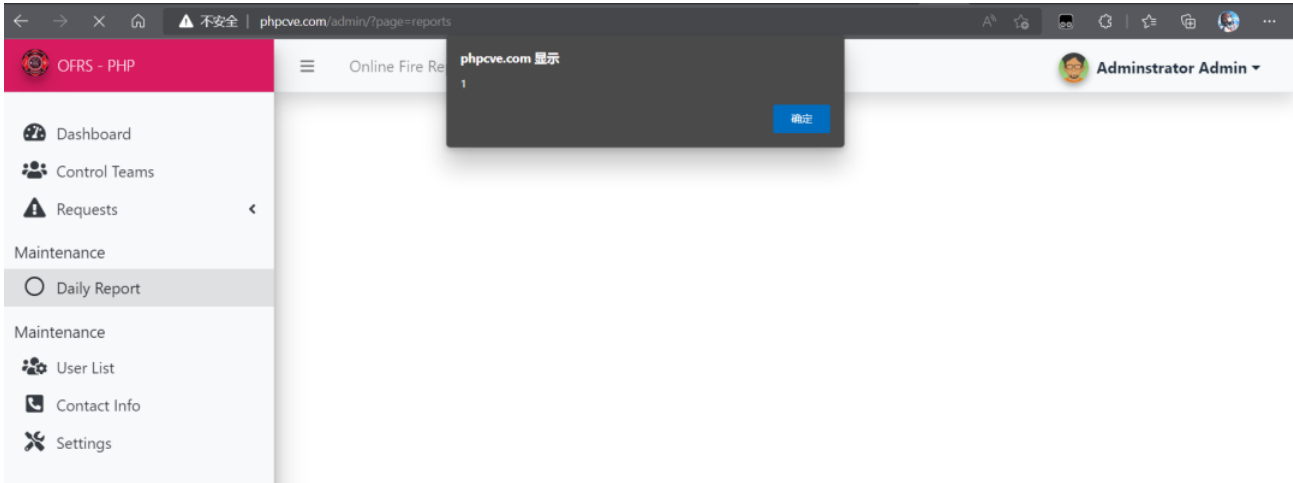 不安全 | phpcve.com/admin/?page=reports
OFRS - PHP
Online Fire Re
phpcve.com 显示
1
确定
Adminstrator Admin
Dashboard
Control Teams
Requests
Maintenance
Daily Report
Maintenance
User List
Contact Info
Settings